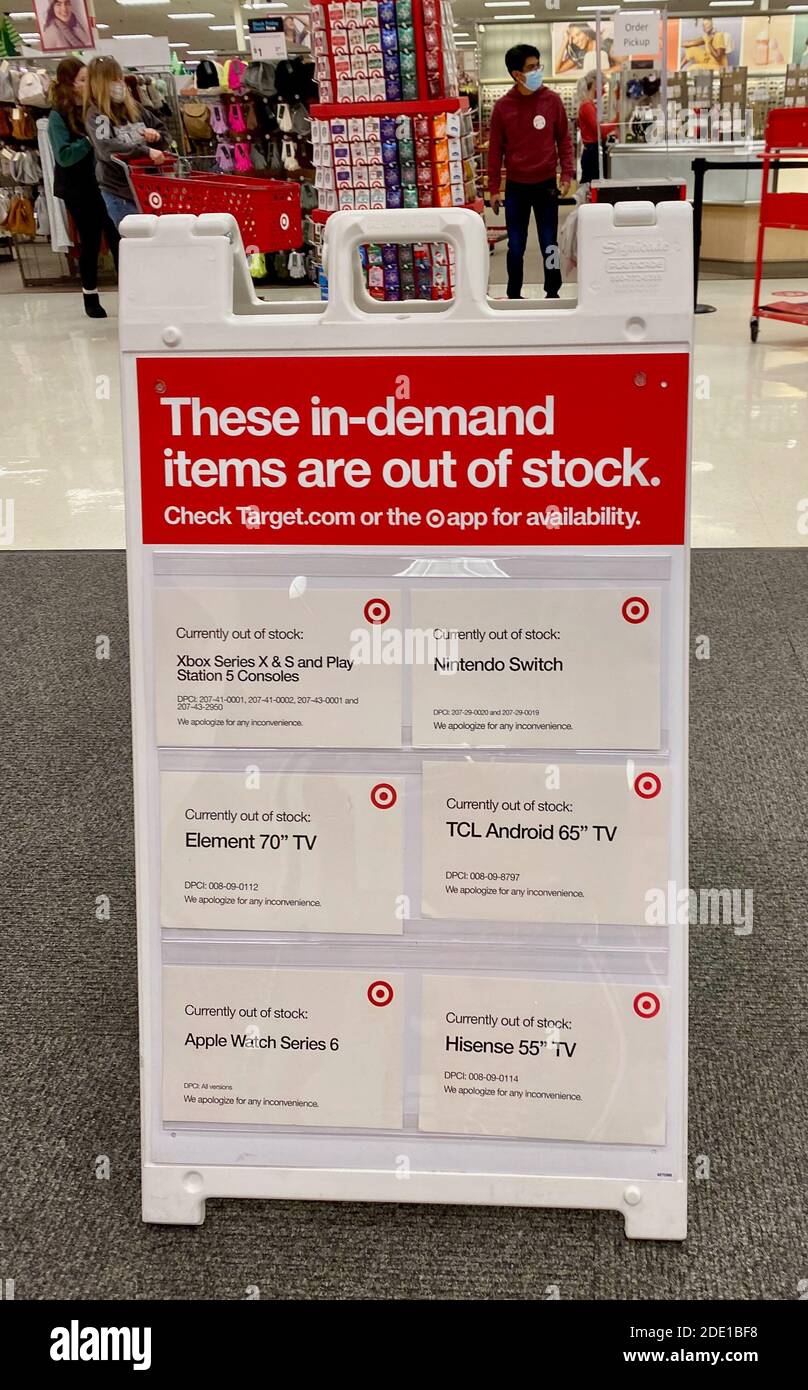 Black Friday
Deals Now
$1
Order
Pickup
Signicade
These in-demand
items are out of stock.
Check Target.com or the app for availability.
Currently out of stock:
Xbox Series X & S and Play
Station 5 Consoles
DPCI: 207-41-0001, 207-41-0002, 207-43-0001 and
207-43-2950
We apologize for any inconvenience.
Currently out of stock:
Nintendo Switch
DPCI: 207-29-0020 and 207-29-0019
We apologize for any inconvenience.
Currently out of stock:
Element 70” TV
DPCI: 008-09-0112
We apologize for any inconvenience.
Currently out of stock:
TCL Android 65” TV
DPCI: 008-09-8797
We apologize for any inconvenience.
Currently out of stock:
Apple Watch Series 6
DPCI: All versions
We apologize for any inconvenience.
Currently out of stock:
Hisense 55” TV
DPCI: 008-09-0114
We apologize for any inconvenience.
alamy
alamy
Image ID: 2DE1BF8
www.alamy.com